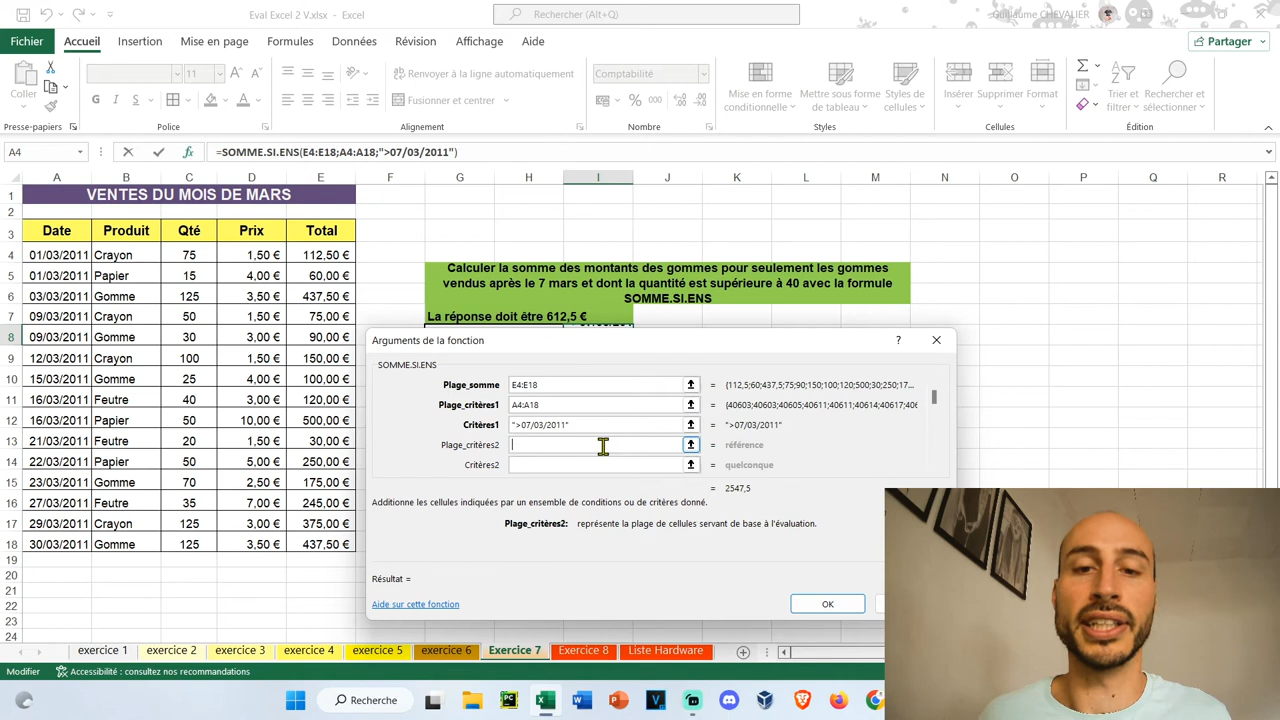 Eval Excel 2 V.xlsx - Excel
Rechercher (Alt+Q)
Guillaume CHEVALIER
Fichier Accueil Insertion Mise en page Formules Données Révision Affichage Aide Partager
Coller
11
Renvoyer à la ligne automatiquement
Fusionner et centrer
Comptabilité
Mise en forme conditionnelle
Mettre sous forme de tableau
Styles de cellules
Insérer Supprimer Format
Trier et filtrer
Rechercher et sélectionner
G I S
% 000
Presse-papiers Police Alignement Nombre Styles Cellules Édition
A4 fx =SOMME.SI.ENS(E4:E18;A4:A18;">07/03/2011")
A B C D E F G H I J K L M N O P Q R
1 VENTES DU MOIS DE MARS
2
3 Date Produit Qté Prix Total
4 01/03/2011 Crayon 75 1,50 € 112,50 €
5 01/03/2011 Papier 15 4,00 € 60,00 €
6 03/03/2011 Gomme 125 3,50 € 437,50 €
7 09/03/2011 Crayon 50 1,50 € 75,00 €
8 09/03/2011 Gomme 30 3,00 € 90,00 €
9 12/03/2011 Crayon 100 1,50 € 150,00 €
10 15/03/2011 Gomme 25 4,00 € 100,00 €
11 16/03/2011 Feutre 40 3,00 € 120,00 €
12 16/03/2011 Papier 50 10,00 € 500,00 €
13 21/03/2011 Feutre 20 1,50 € 30,00 €
14 22/03/2011 Papier 50 5,00 € 250,00 €
15 23/03/2011 Gomme 70 2,50 € 175,00 €
16 27/03/2011 Feutre 35 7,00 € 245,00 €
17 29/03/2011 Crayon 125 3,00 € 375,00 €
18 30/03/2011 Gomme 125 3,50 € 437,50 €
19
20
21
22
23
24
Calculer la somme des montants des gommes pour seulement les gommes
vendus après le 7 mars et dont la quantité est supérieure à 40 avec la formule
SOMME.SI.ENS
La réponse doit être 612,5 €
Arguments de la fonction ?
SOMME.SI.ENS
Plage_somme E4:E18 = {112,5;60;437,5;75;90;150;100;120;500;30;250;17...
Plage_critères1 A4:A18 = {40603;40603;40605;40611;40611;40614;40617;406
Critères1 ">07/03/2011" = ">07/03/2011"
Plage_critères2 = référence
Critères2 = quelconque
= 2547,5
Additionne les cellules indiquées par un ensemble de conditions ou de critères donné.
Plage_critères2: représente la plage de cellules servant de base à l'évaluation.
Résultat =
Aide sur cette fonction
OK
exercice 1 exercice 2 exercice 3 exercice 4 exercice 5 exercice 6 Exercice 7 Exercice 8 Liste Hardware
Modifier Accessibilité : consultez nos recommandations
Recherche